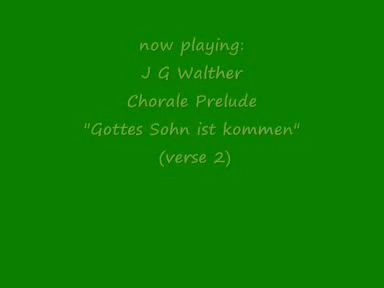 now playing:
J G Walther
Chorale Prelude
"Gottes Sohn ist kommen"
(verse 2)